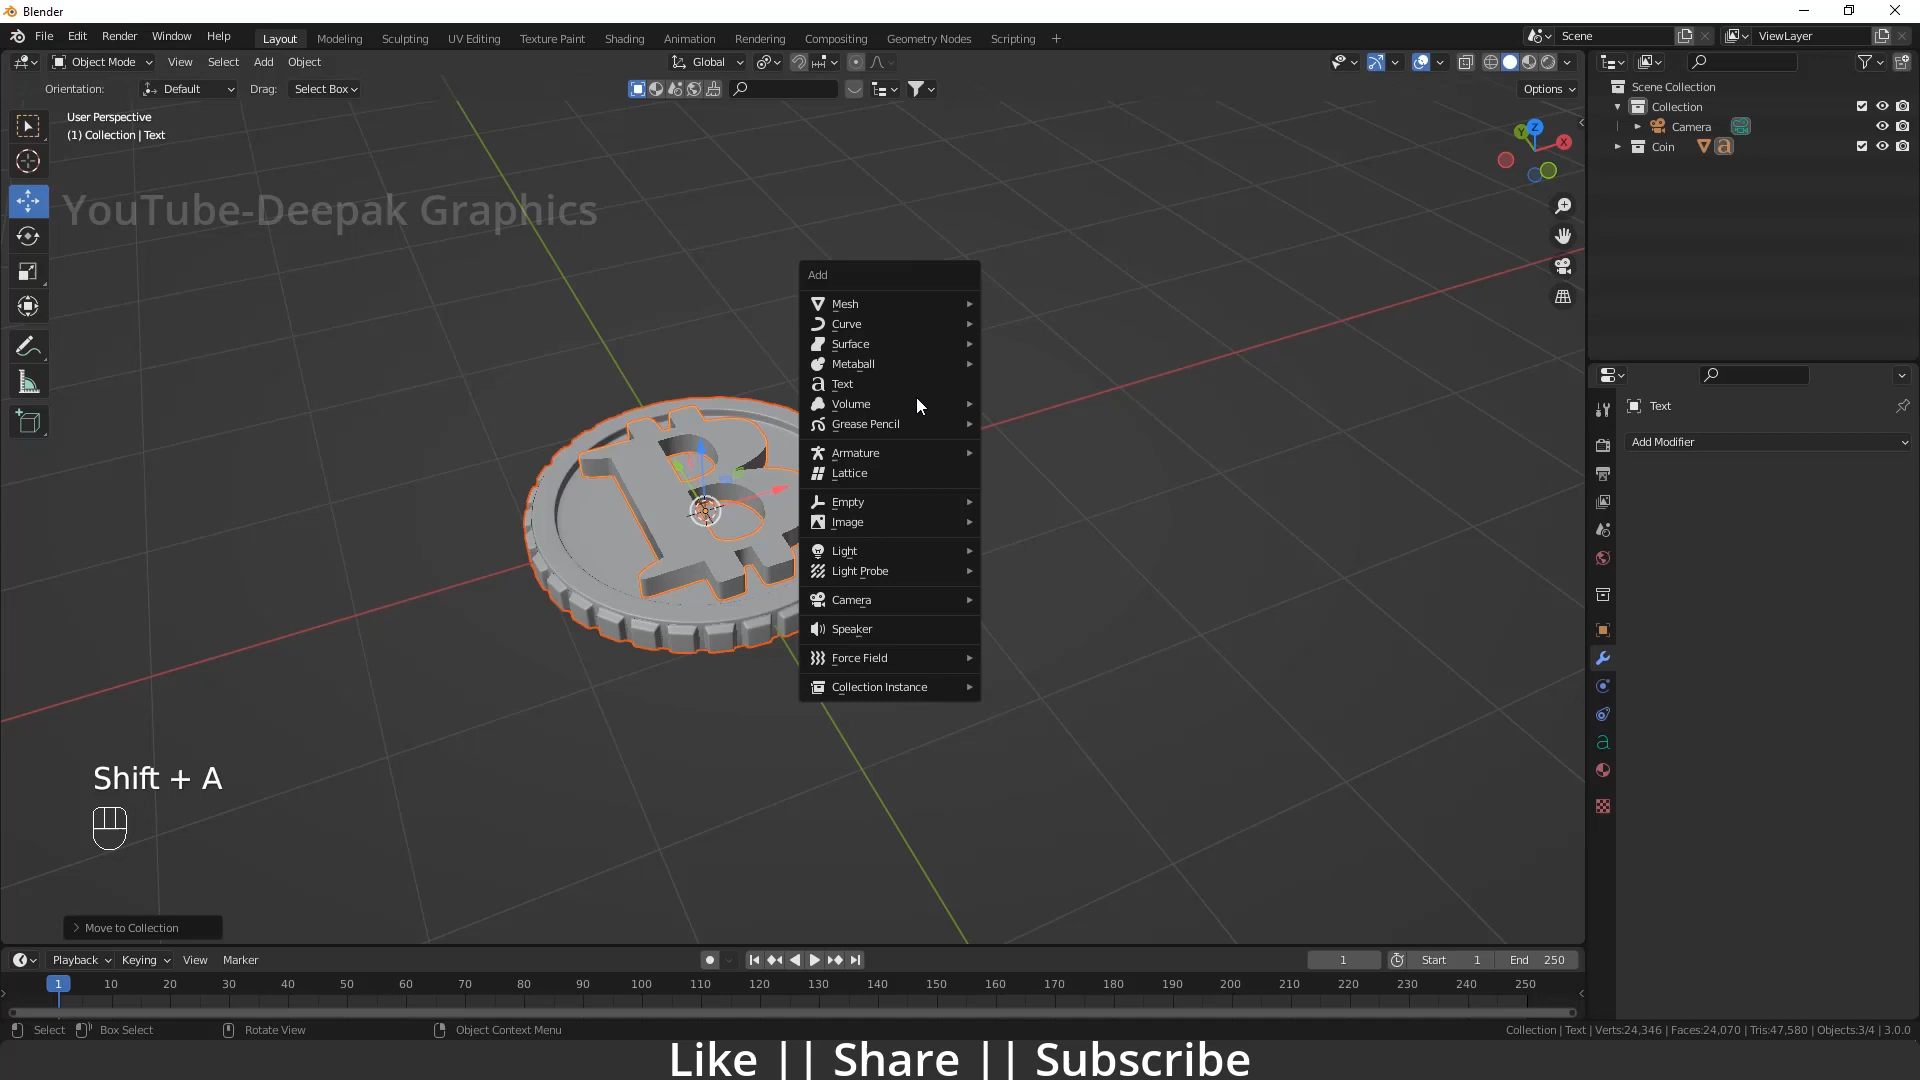 Blender
File Edit Render Window Help
Layout Modeling Sculpting UV Editing Texture Paint Shading Animation Rendering Compositing Geometry Nodes Scripting +
Scene
ViewLayer
Object Mode View Select Add Object
Global
Orientation: Default Drag: Select Box
Options
User Perspective
(1) Collection | Text
YouTube-Deepak Graphics
Z
Y
X
Scene Collection
Collection
Camera
Coin
Add
Mesh
Curve
Surface
Metaball
Text
Volume
Grease Pencil
Armature
Lattice
Empty
Image
Light
Light Probe
Camera
Speaker
Force Field
Collection Instance
Text
Add Modifier
Shift + A
Move to Collection
Playback Keying View Marker
1
Start 1 End 250
1 10 20 30 40 50 60 70 80 90 100 110 120 130 140 150 160 170 180 190 200 210 220 230 240 250
Select Box Select Rotate View Object Context Menu
Collection | Text | Verts:24,346 | Faces:24,070 | Tris:47,580 | Objects:3/4 | 3.0.0
Like || Share || Subscribe